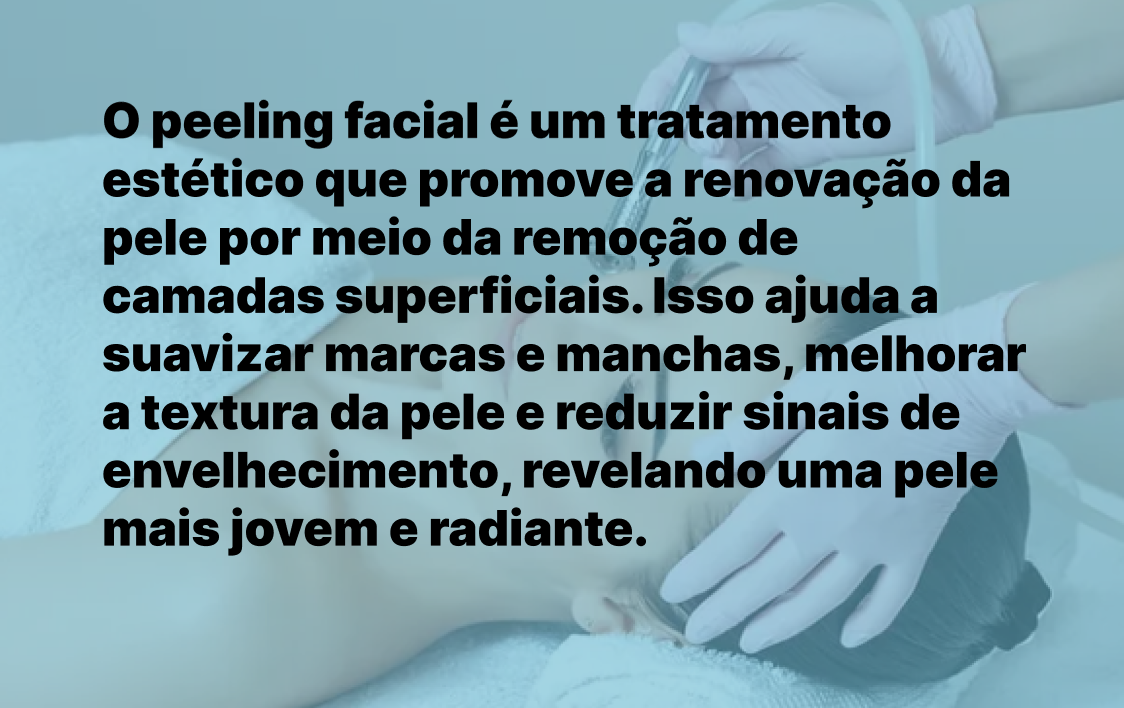 O peeling facial é um tratamento
estético que promove a renovação da
pele por meio da remoção de
camadas superficiais. Isso ajuda a
suavizar marcas e manchas, melhorar
a textura da pele e reduzir sinais de
envelhecimento, revelando uma pele
mais jovem e radiante.